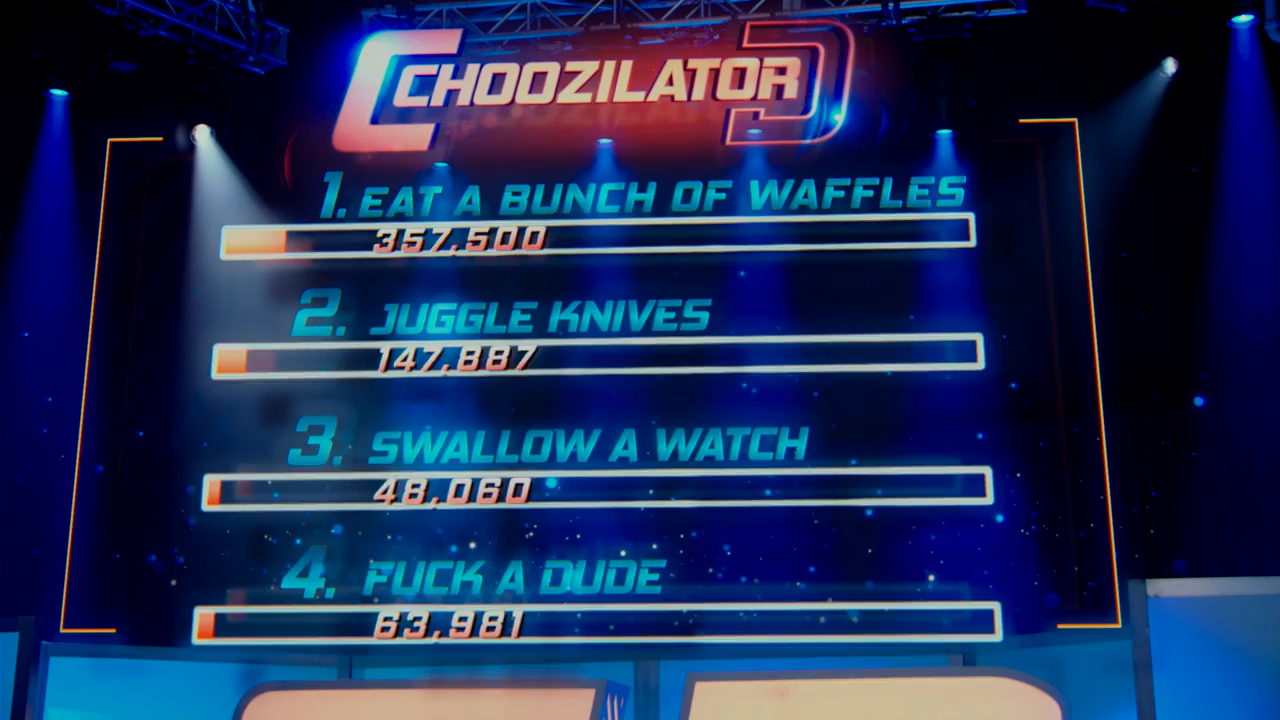 CHOOZILATOR
1. EAT A BUNCH OF WAFFLES
357,500
2. JUGGLE KNIVES
147,887
3. SWALLOW A WATCH
48,060
4. FUCK A DUDE
63,981